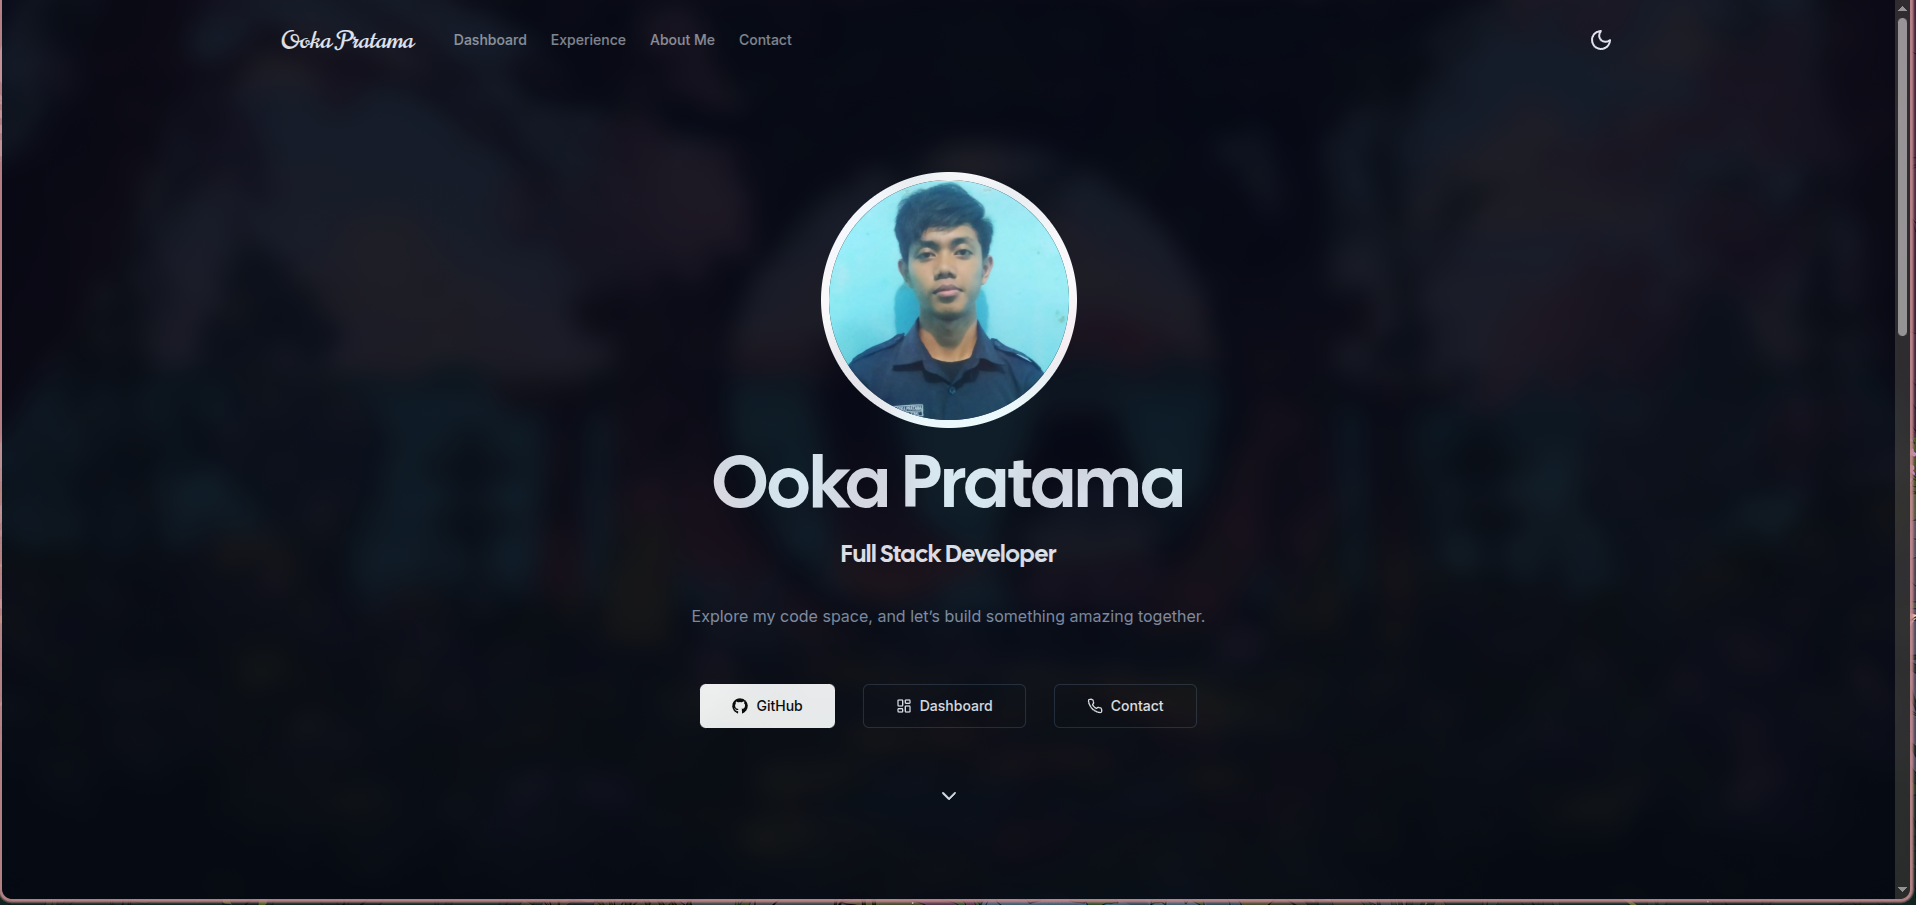 Ooka Pratama
Dashboard
Experience
About Me
Contact
Ooka Pratama
Full Stack Developer
Explore my code space, and let's build something amazing together.
GitHub
Dashboard
Contact